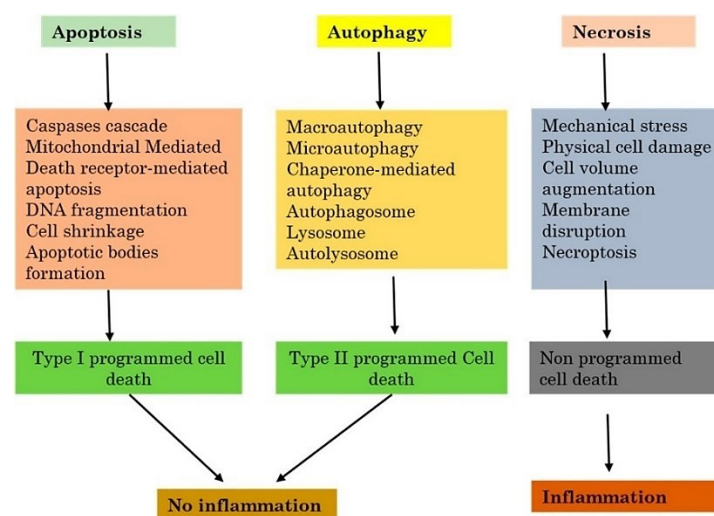 Apoptosis
Autophagy
Necrosis
Caspases cascade
Mitochondrial Mediated
Death receptor-mediated
apoptosis
DNA fragmentation
Cell shrinkage
Apoptotic bodies
formation
Macroautophagy
Microautophagy
Chaperone-mediated
autophagy
Autophagosome
Lysosome
Autolysosome
Mechanical stress
Physical cell damage
Cell volume
augmentation
Membrane
disruption
Necroptosis
Type I programmed cell
death
Type II programmed Cell
death
Non programmed
cell death
No inflammation
Inflammation